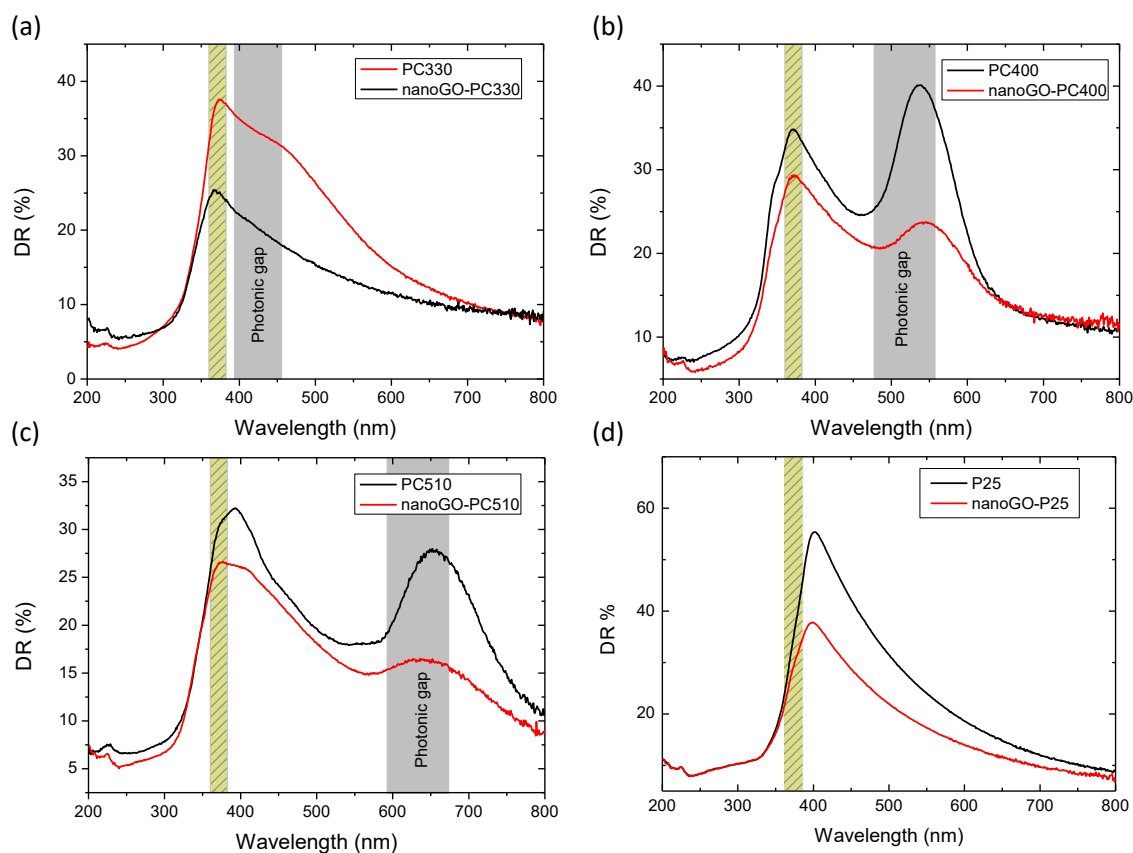 (a)
PC330
nanoGO-PC330
Photonic gap
DR (%)
40
30
20
10
0
200 300 400 500 600 700 800
Wavelength (nm)
(b)
PC400
nanoGO-PC400
Photonic gap
DR (%)
40
30
20
10
200 300 400 500 600 700 800
Wavelength (nm)
(c)
PC510
nanoGO-PC510
Photonic gap
DR (%)
35
30
25
20
15
10
5
200 300 400 500 600 700 800
Wavelength (nm)
(d)
P25
nanoGO-P25
DR %
60
40
20
200 300 400 500 600 700 800
Wavelength (nm)